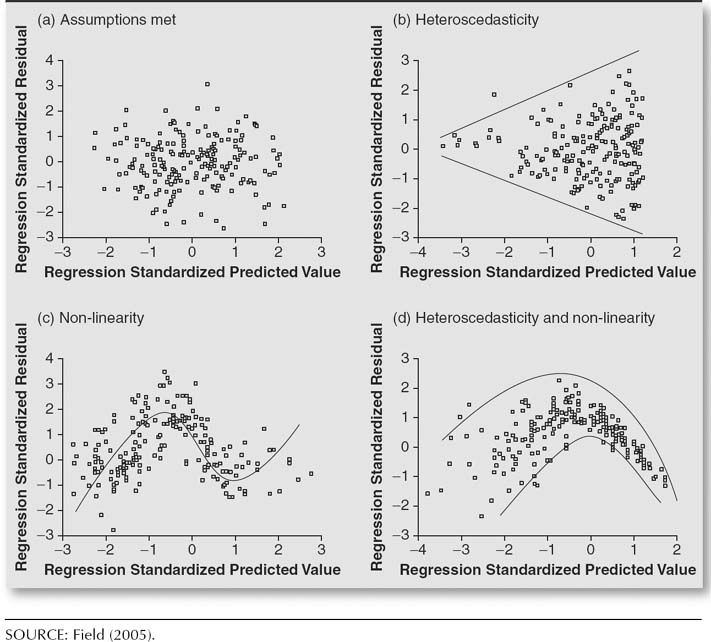 (a) Assumptions met
Regression Standardized Residual
4
3
2
1
0
−1
−2
−3
−3 −2 −1 0 1 2 3
Regression Standardized Predicted Value
(b) Heteroscedasticity
Regression Standardized Residual
3
2
1
0
−1
−2
−3
−4 −3 −2 −1 0 1 2
Regression Standardized Predicted Value
(c) Non-linearity
Regression Standardized Residual
4
3
2
1
0
−1
−2
−3
−3 −2 −1 0 1 2 3
Regression Standardized Predicted Value
(d) Heteroscedasticity and non-linearity
Regression Standardized Residual
3
2
1
0
−1
−2
−3
−4 −3 −2 −1 0 1 2
Regression Standardized Predicted Value
SOURCE: Field (2005).